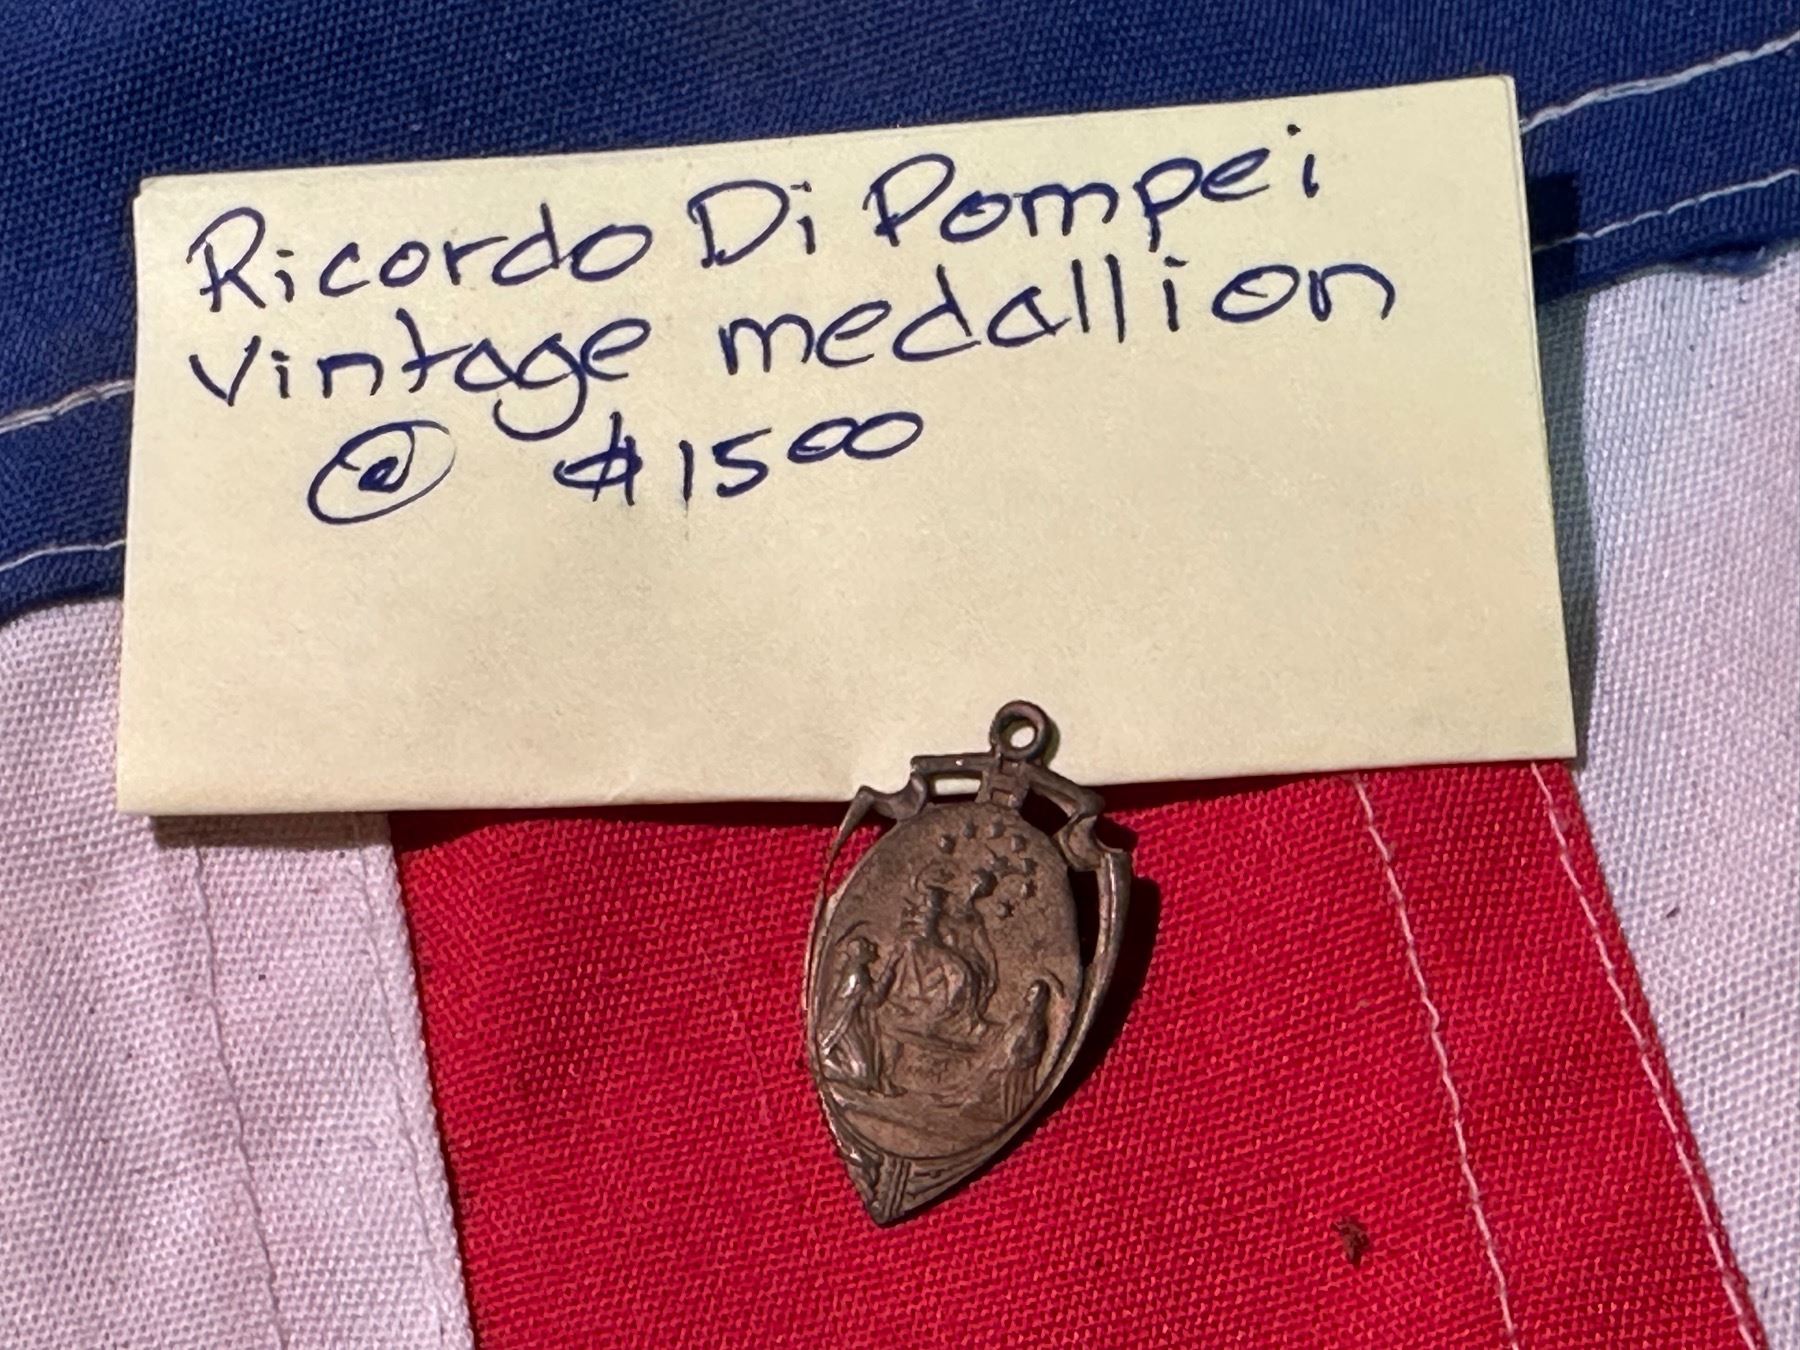 Ricordo Di Pompei
Vintage medallion
@ $1500